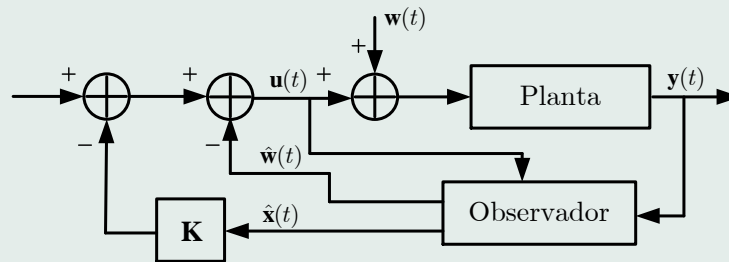 w(t)
+
+ + u(t) + Planta y(t)
− − ŵ(t)
K x̂(t) Observador